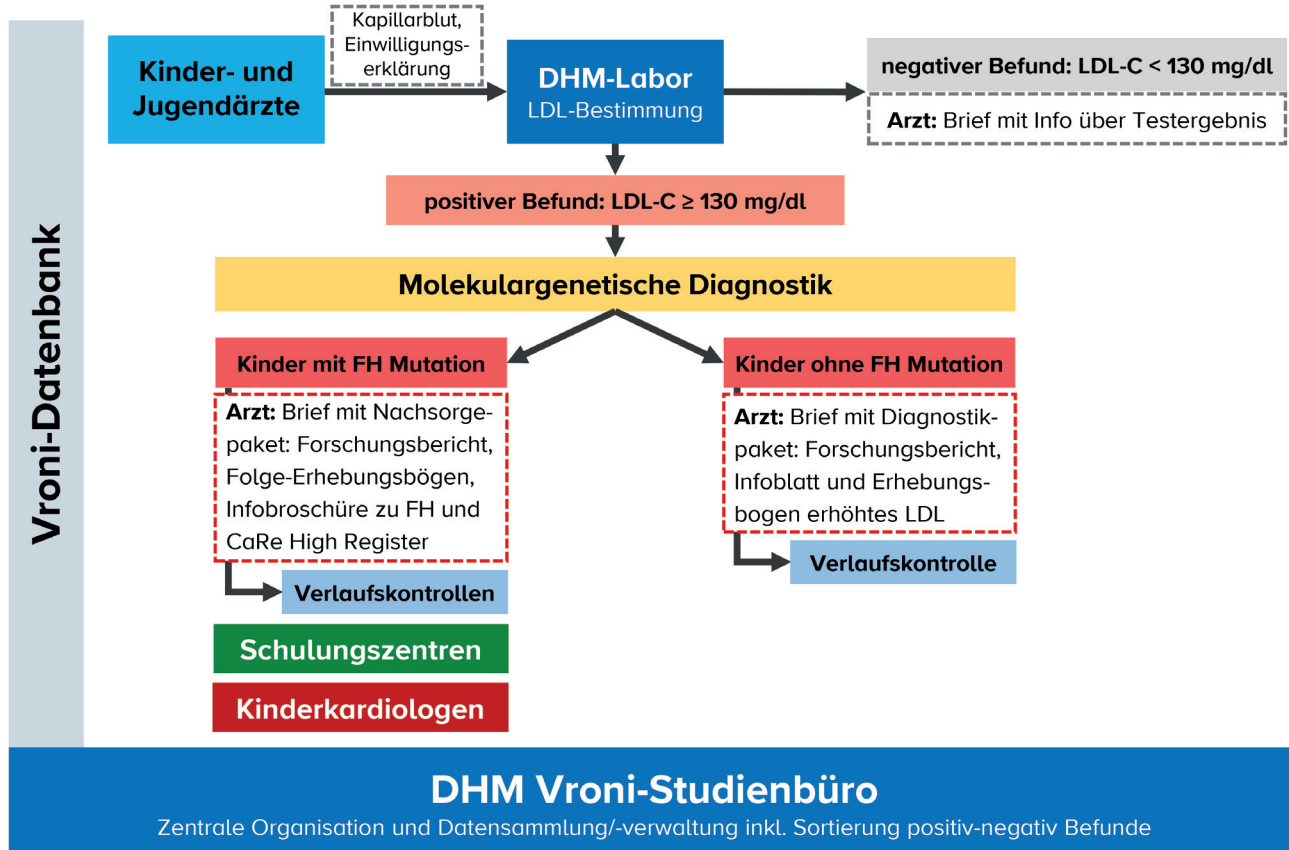 Vroni-Datenbank
Kinder- und
Jugendärzte
Kapillarblut,
Einwilligungs-
erklärung
DHM-Labor
LDL-Bestimmung
negativer Befund: LDL-C < 130 mg/dl
Arzt: Brief mit Info über Testergebnis
positiver Befund: LDL-C ≥ 130 mg/dl
Molekulargenetische Diagnostik
Kinder mit FH Mutation
Arzt: Brief mit Nachsorge-
paket: Forschungsbericht,
Folge-Erhebungsbögen,
Infobroschüre zu FH und
CaRe High Register
Verlaufskontrollen
Schulungszentren
Kinderkardiologen
Kinder ohne FH Mutation
Arzt: Brief mit Diagnostik-
paket: Forschungsbericht,
Infoblatt und Erhebungs-
bogen erhöhtes LDL
Verlaufskontrolle
DHM Vroni-Studienbüro
Zentrale Organisation und Datensammlung/-verwaltung inkl. Sortierung positiv-negativ Befunde